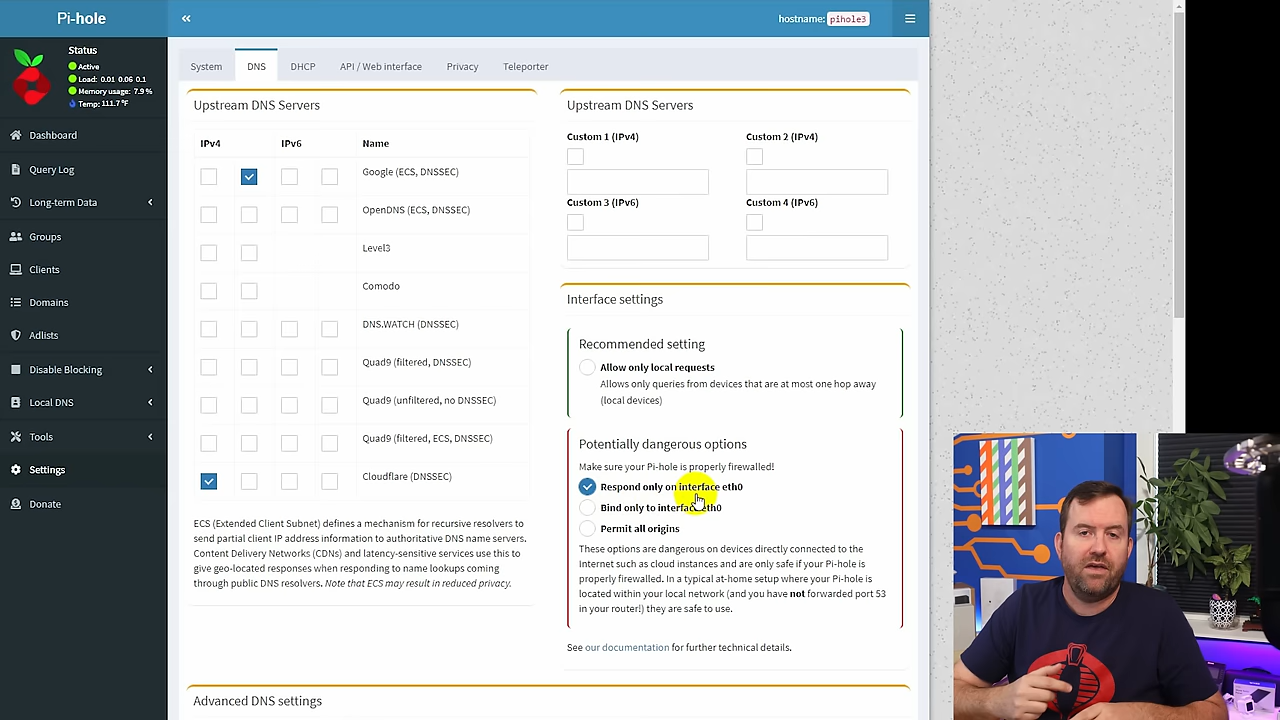 Pi-hole
hostname: pihole3
Status
Active
Load: 0.01 0.06 0.1
Memory usage: 7.9 %
Temp: 111.7 °F
Dashboard
Query Log
Long-term Data
Groups
Clients
Domains
Adlists
Disable Blocking
Local DNS
Tools
Settings
Donate
System DNS DHCP API / Web interface Privacy Teleporter
Upstream DNS Servers
IPv4 IPv6 Name
Google (ECS, DNSSEC)
OpenDNS (ECS, DNSSEC)
Level3
Comodo
DNS.WATCH (DNSSEC)
Quad9 (filtered, DNSSEC)
Quad9 (unfiltered, no DNSSEC)
Quad9 (filtered, ECS, DNSSEC)
Cloudflare (DNSSEC)
ECS (Extended Client Subnet) defines a mechanism for recursive resolvers to
send partial client IP address information to authoritative DNS name servers.
Content Delivery Networks (CDNs) and latency-sensitive services use this to
give geo-located responses when responding to name lookups coming
through public DNS resolvers. Note that ECS may result in reduced privacy.
Upstream DNS Servers
Custom 1 (IPv4) Custom 2 (IPv4)
Custom 3 (IPv6) Custom 4 (IPv6)
Interface settings
Recommended setting
Allow only local requests
Allows only queries from devices that are at most one hop away
(local devices)
Potentially dangerous options
Make sure your Pi-hole is properly firewalled!
Respond only on interface eth0
Bind only to interface eth0
Permit all origins
These options are dangerous on devices directly connected to the
Internet such as cloud instances and are only safe if your Pi-hole is
properly firewalled. In a typical at-home setup where your Pi-hole is
located within your local network (and you have not forwarded port 53
in your router!) they are safe to use.
See our documentation for further technical details.
Advanced DNS settings